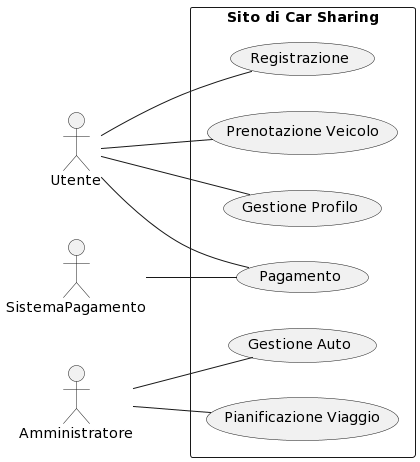 Sito di Car Sharing
Registrazione
Prenotazione Veicolo
Utente
Gestione Profilo
Pagamento
SistemaPagamento
Gestione Auto
Pianificazione Viaggio
Amministratore